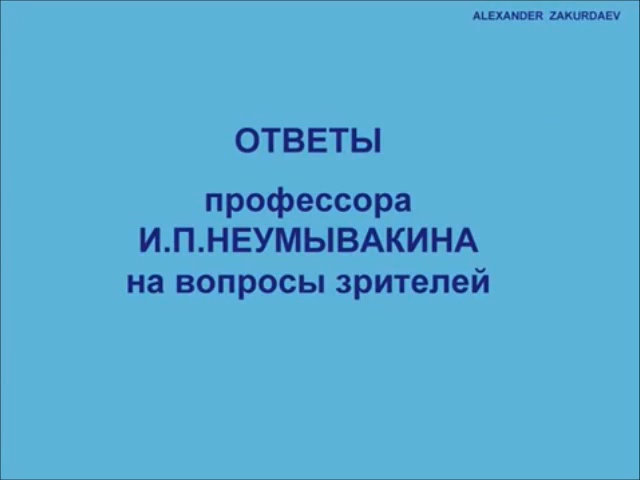 ALEXANDER ZAKURDAEV
ОТВЕТЫ
профессора
И.П.НЕУМЫВАКИНА
на вопросы зрителей